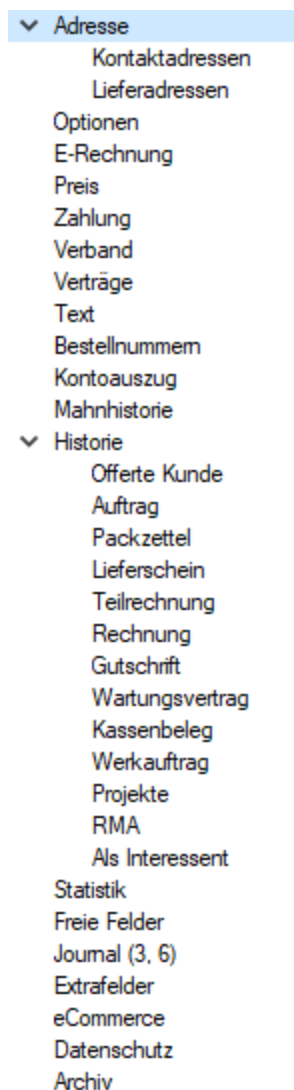 Adresse
Kontaktadressen
Lieferadressen
Optionen
E-Rechnung
Preis
Zahlung
Verband
Verträge
Text
Bestellnummern
Kontoauszug
Mahnhistorie
Historie
Offerte Kunde
Auftrag
Packzettel
Lieferschein
Teilrechnung
Rechnung
Gutschrift
Wartungsvertrag
Kassenbeleg
Werkauftrag
Projekte
RMA
Als Interessent
Statistik
Freie Felder
Journal (3, 6)
Extrafelder
eCommerce
Datenschutz
Archiv